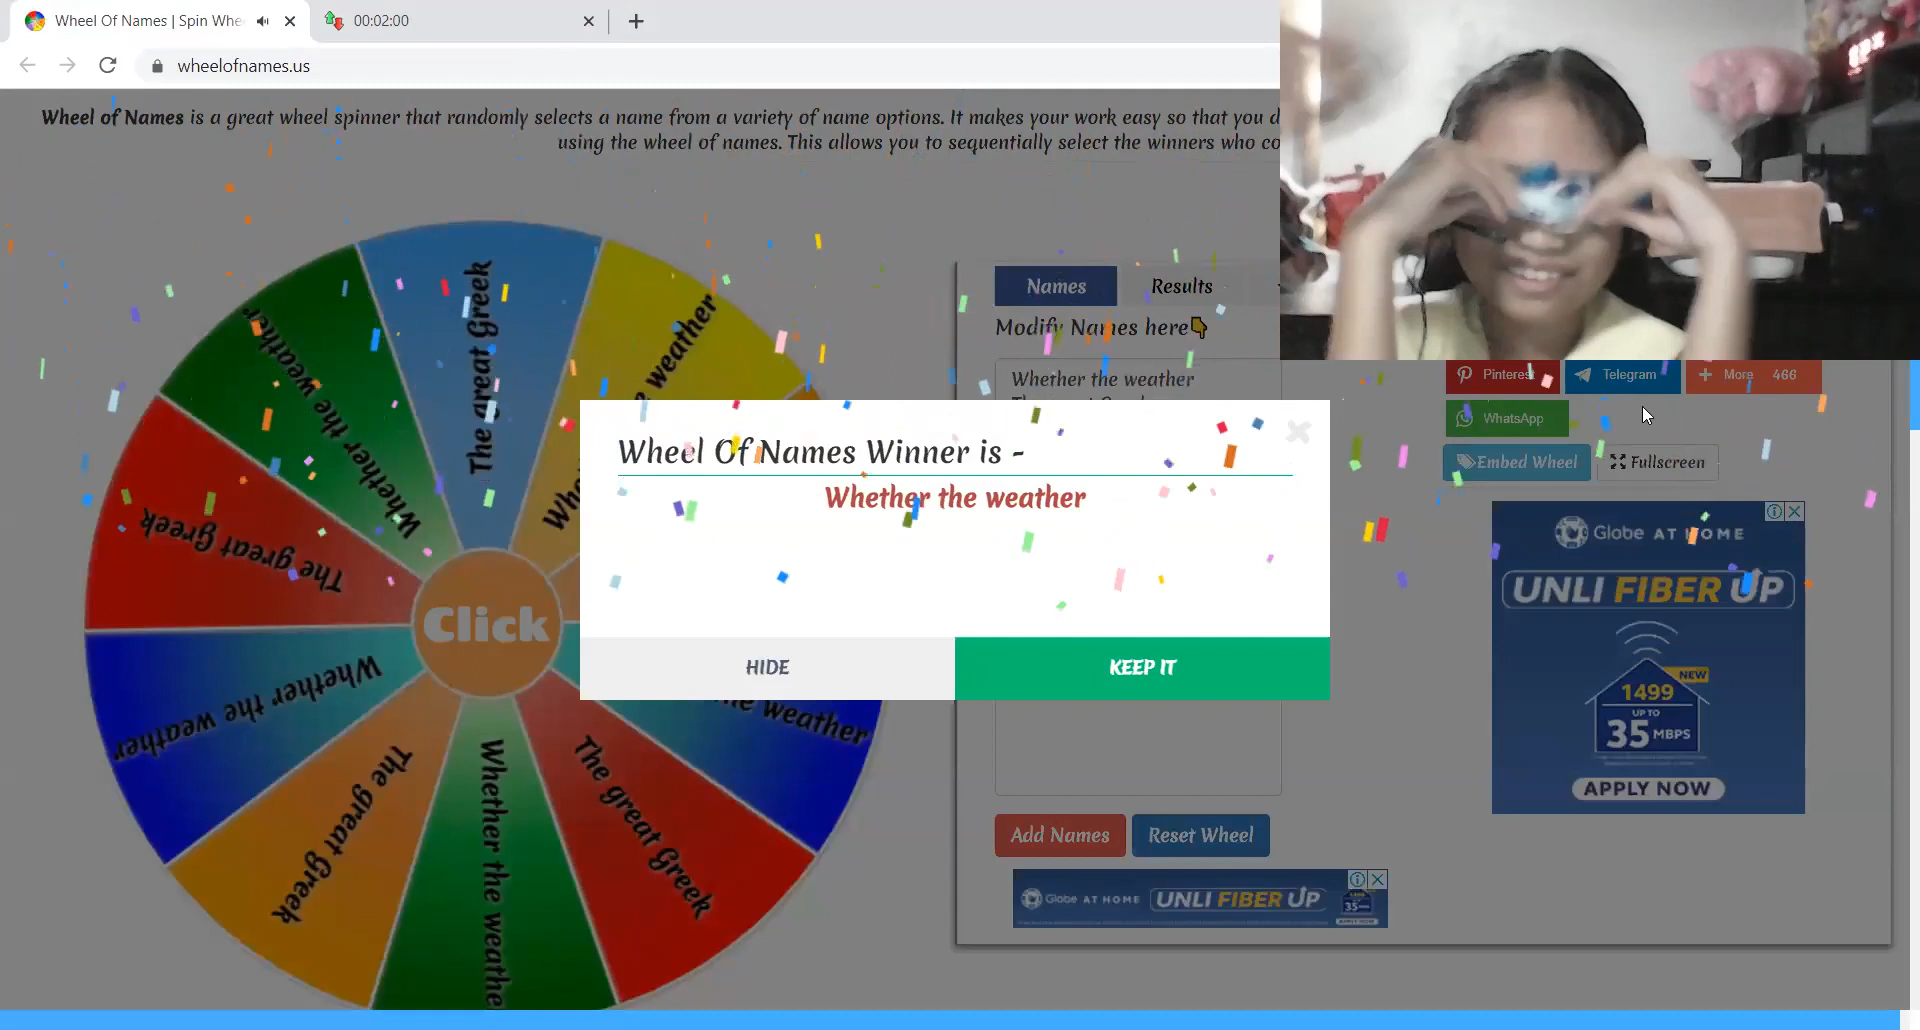 Wheel Of Names | Spin Whe
00:02:00
wheelofnames.us
Wheel of Names is a great wheel spinner that randomly selects a name from a variety of name options. It makes your work easy so that you d
using the wheel of names. This allows you to sequentially select the winners who co
The great Greek
weather
Whether the weather
The great Greek
Whether the weather
The great Greek
Whether the weathe
The great Greek
the weather
Click
Names
Results
Modify Names here
Whether the weather
Wheel Of Names Winner is -
Whether the weather
HIDE
KEEP IT
Pinterest
Telegram
More 466
WhatsApp
Embed Wheel
Fullscreen
Globe AT HOME
UNLI FIBER UP
NEW
1499
UP TO
35 MBPS
APPLY NOW
Add Names
Reset Wheel
Globe AT HOME
UNLI FIBER UP
1499
35